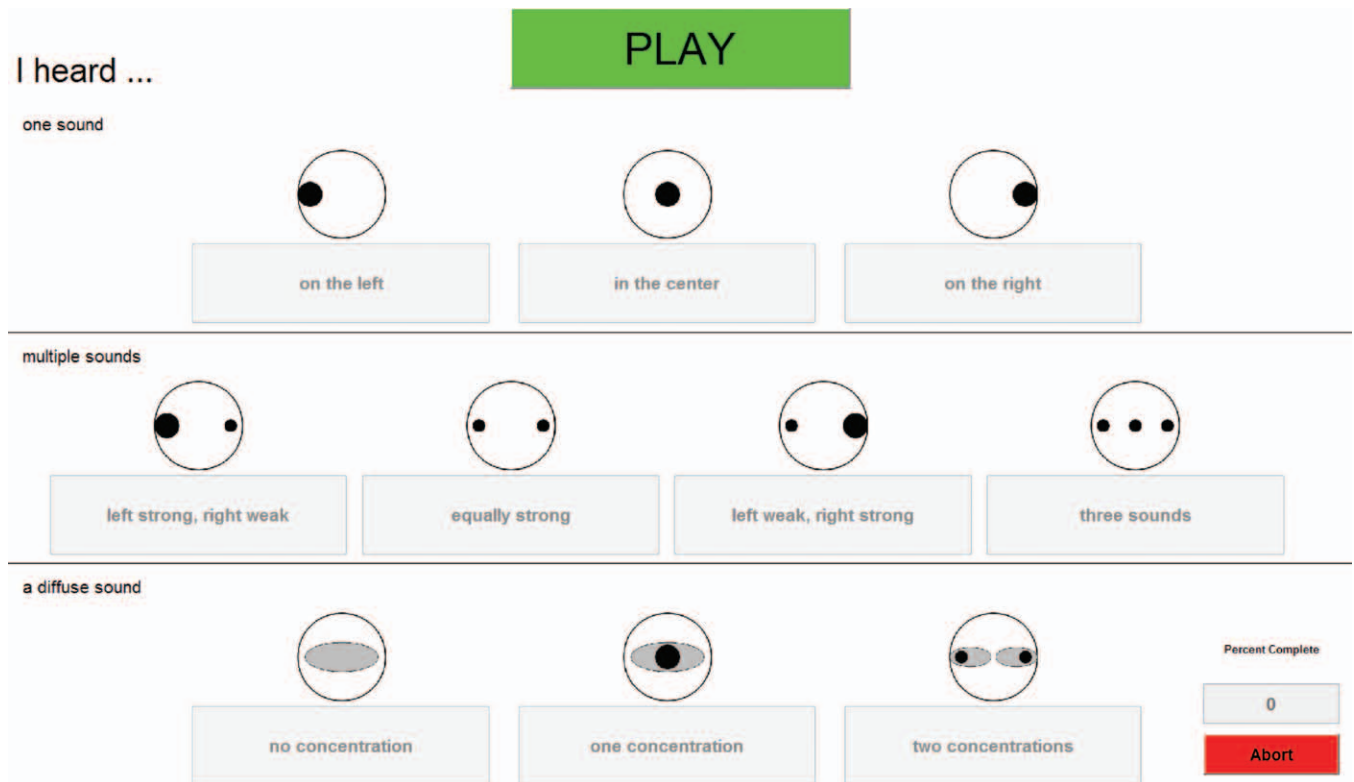 PLAY
I heard ...
one sound
on the left
in the center
on the right
multiple sounds
left strong, right weak
equally strong
left weak, right strong
three sounds
a diffuse sound
no concentration
one concentration
two concentrations
Percent Complete
0
Abort